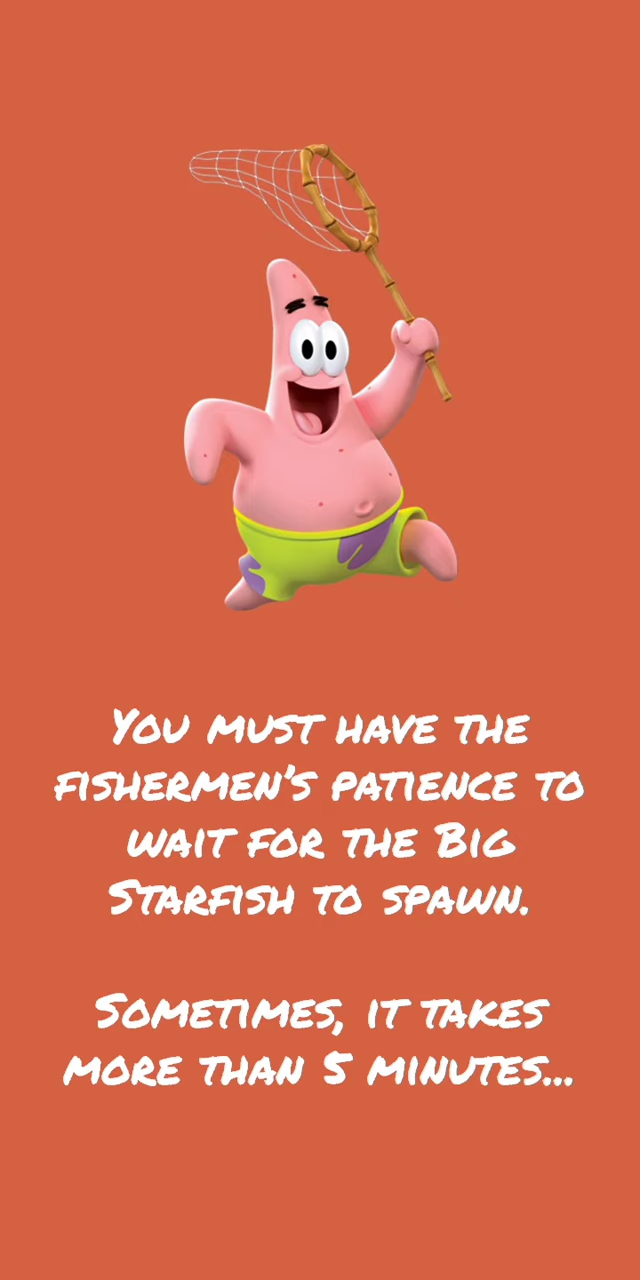 You must have the
fishermen's patience to
wait for the Big
Starfish to spawn.
Sometimes, it takes
more than 5 minutes...